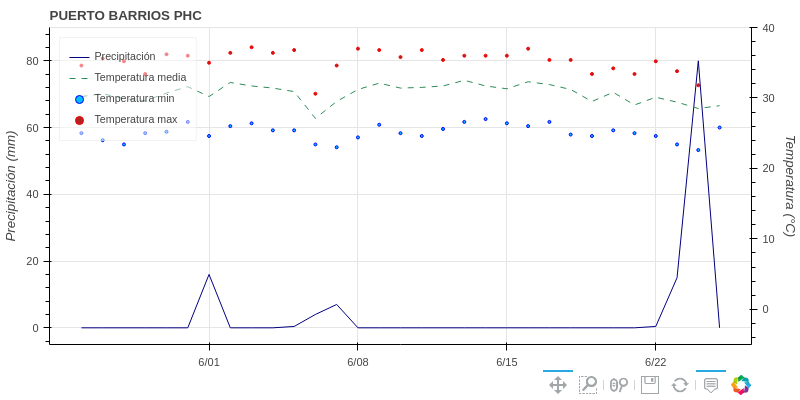 PUERTO BARRIOS PHC
Precipitación
Temperatura media
Temperatura min
Temperatura max
Precipitación (mm)
80
60
40
20
0
Temperatura (°C)
40
30
20
10
0
6/01
6/08
6/15
6/22